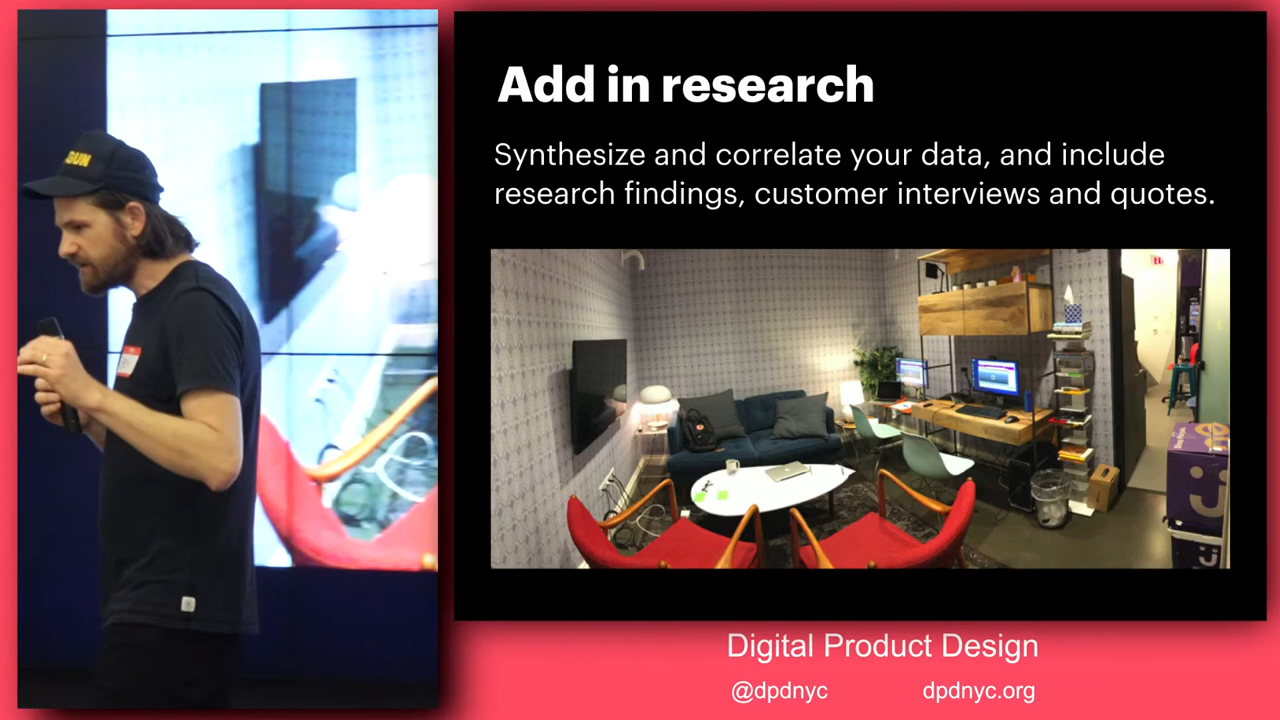 Add in research
Synthesize and correlate your data, and include
research findings, customer interviews and quotes.
Digital Product Design
@dpdnyc
dpdnyc.org